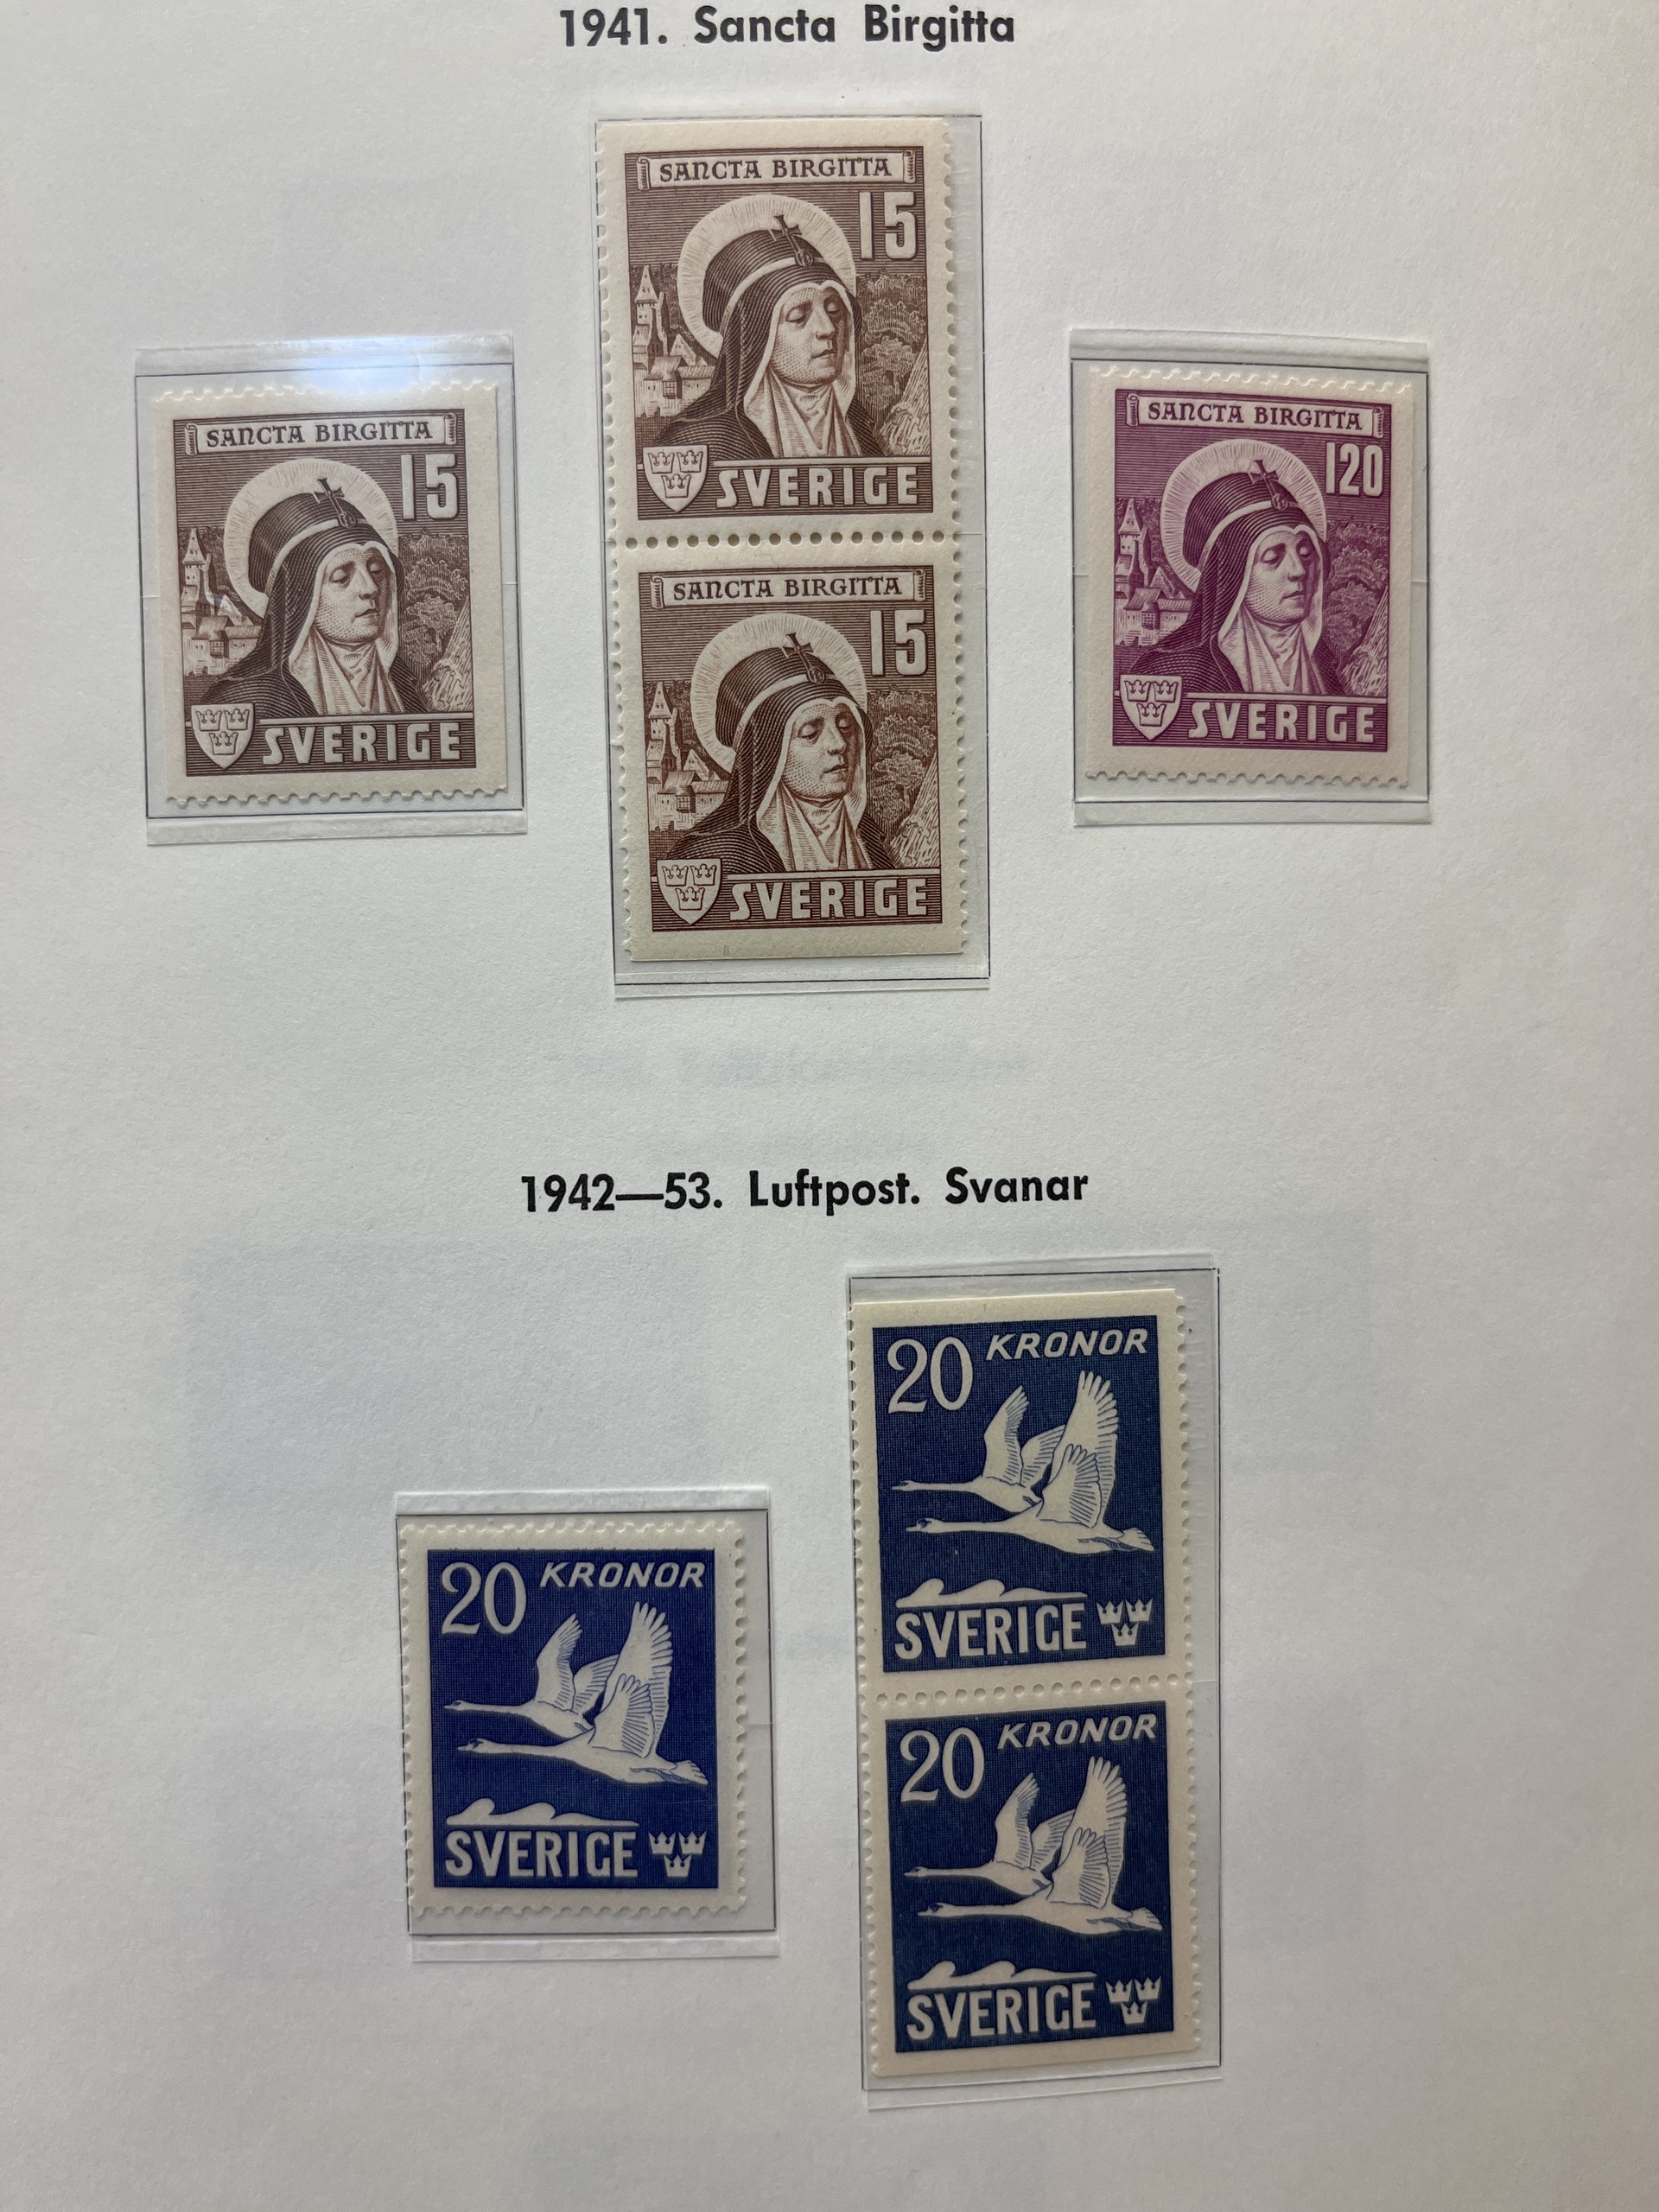 1941. Sancta Birgitta
SANCTA BIRGITTA
15
SVERIGE
SANCTA BIRGITTA
15
SVERIGE
SANCTA BIRGITTA
15
SVERIGE
SANCTA BIRGITTA
120
SVERIGE
1942—53. Luftpost. Svanar
20 KRONOR
SVERIGE
20 KRONOR
SVERIGE
20 KRONOR
SVERIGE